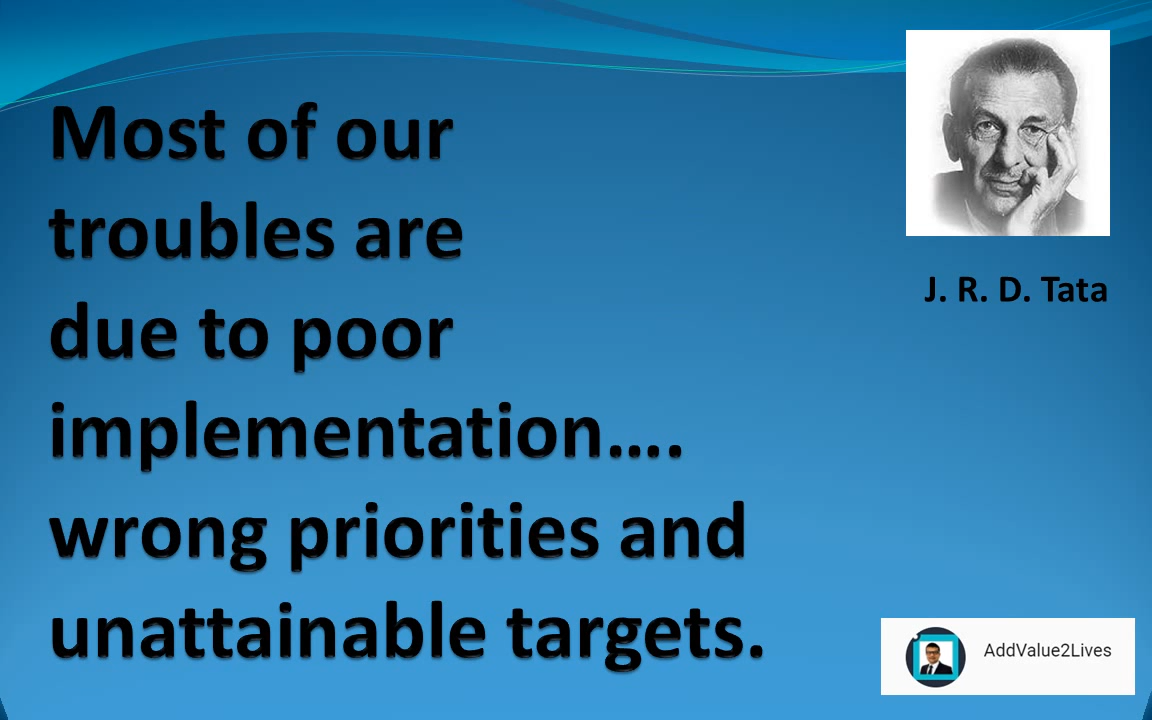 Most of our
troubles are
due to poor
implementation....
wrong priorities and
unattainable targets.
J. R. D. Tata
AddValue2Lives